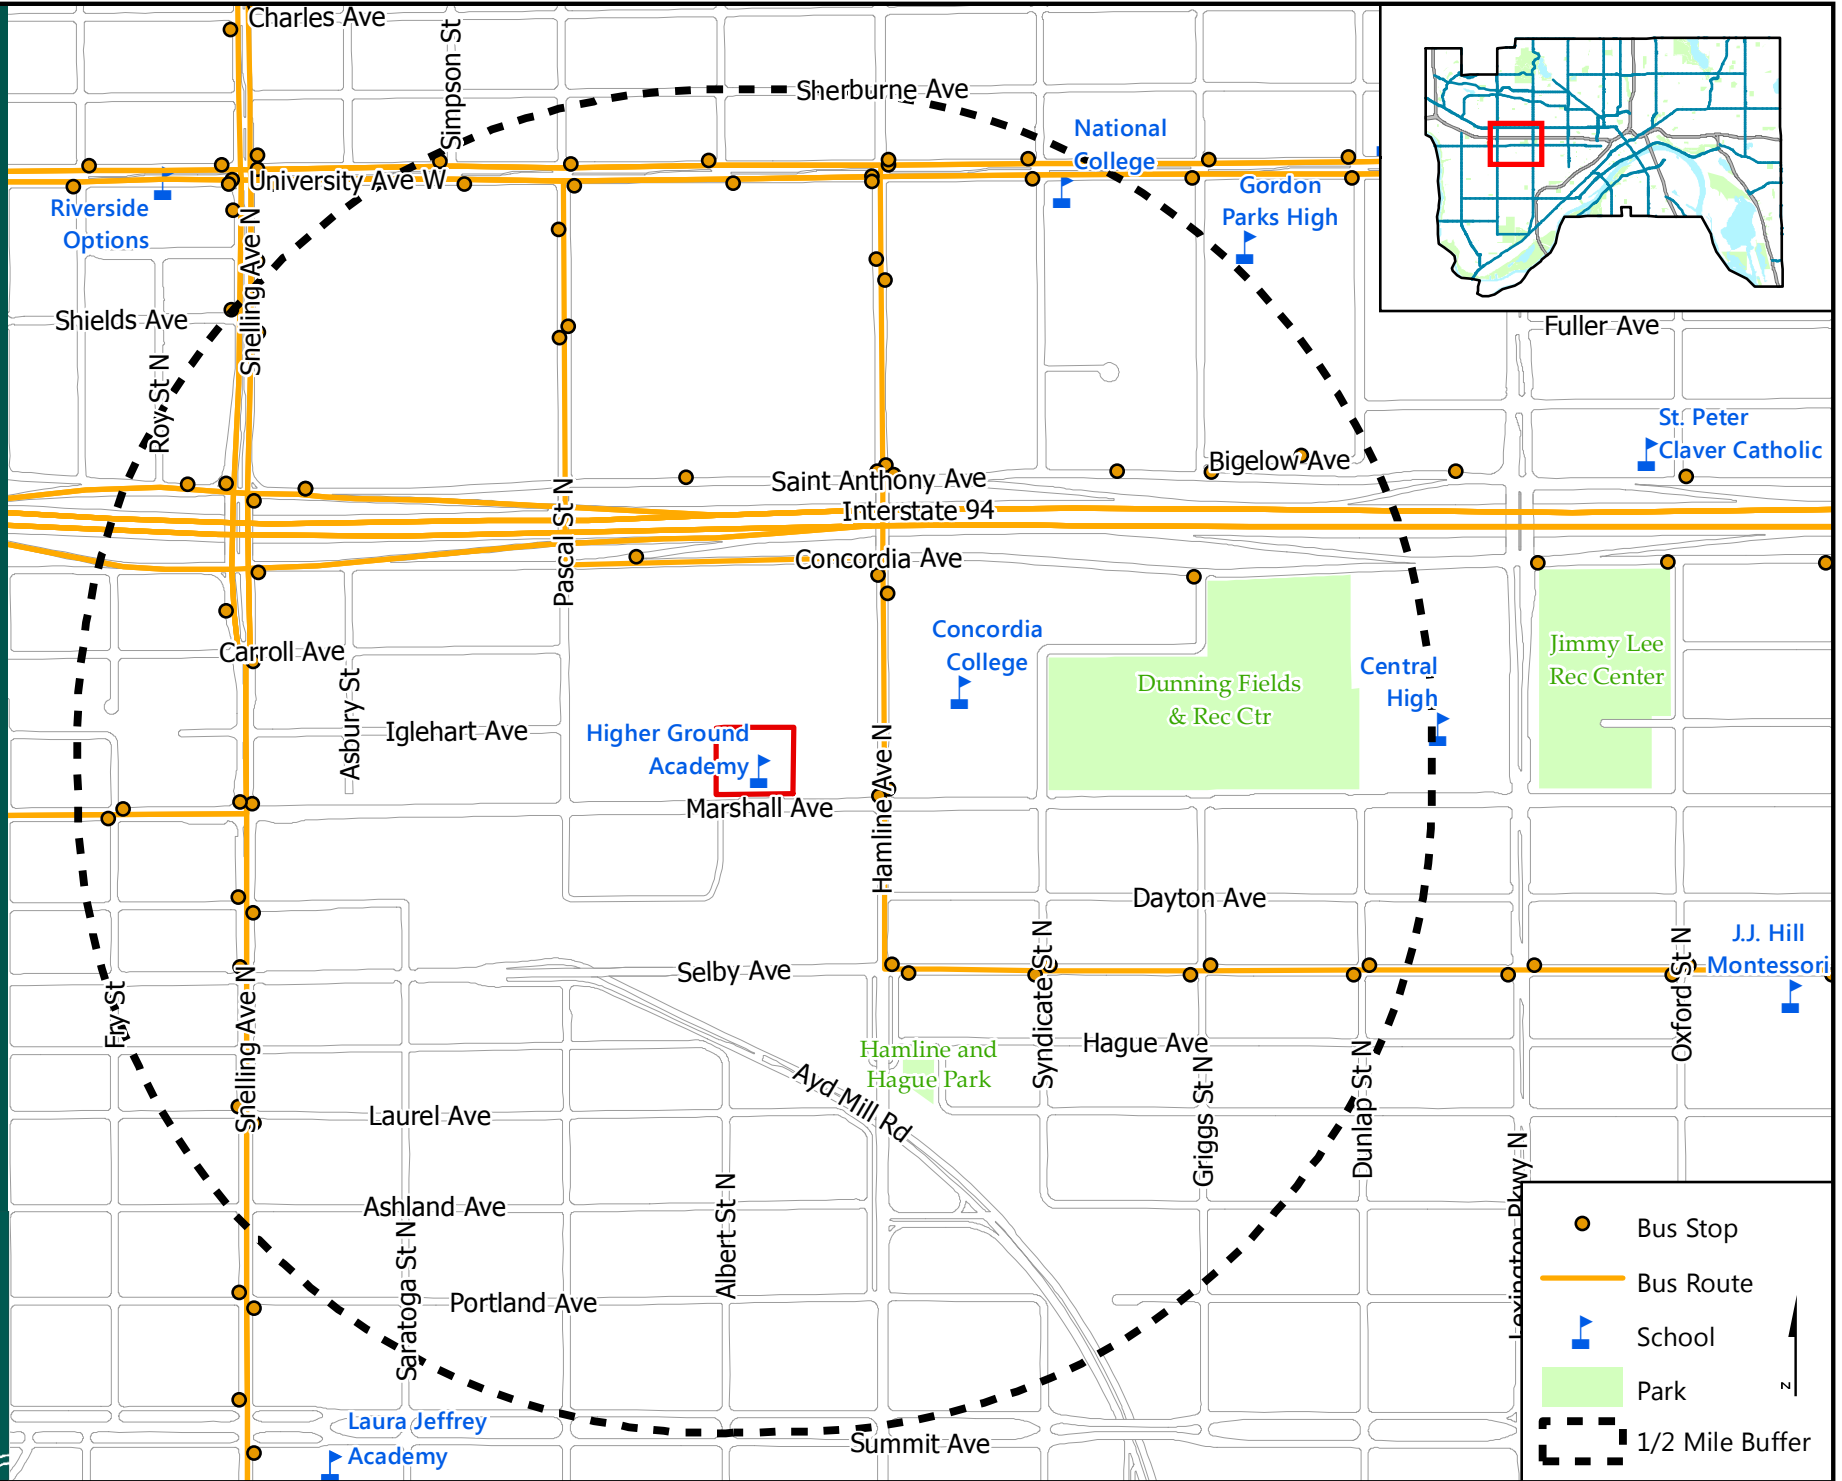 Charles Ave
Simpson St
Sherburne Ave
National
College
University Ave W
Gordon
Parks High
Riverside
Options
Snelling Ave N
Shields Ave
Fuller Ave
Roy St N
St. Peter
Claver Catholic
Bigelow Ave
Saint Anthony Ave
Interstate 94
Pascal St N
Concordia Ave
Concordia
College
Carroll Ave
Jimmy Lee
Rec Center
Central
High
Dunning Fields
& Rec Ctr
Asbury St
Iglehart Ave
Higher Ground
Academy
Hamline Ave N
Marshall Ave
Dayton Ave
J.J. Hill
Montessori
Selby Ave
Syndicate St N
Oxford St N
Fry St
Snelling Ave N
Hague Ave
Hamline and
Hague Park
Ayd Mill Rd
Griggs St N
Dunlap St N
Laurel Ave
Lexington Pkwy N
Ashland Ave
Albert St N
Saratoga St N
Portland Ave
Laura Jeffrey
Academy
Summit Ave
Bus Stop
Bus Route
School
Park
1/2 Mile Buffer
N